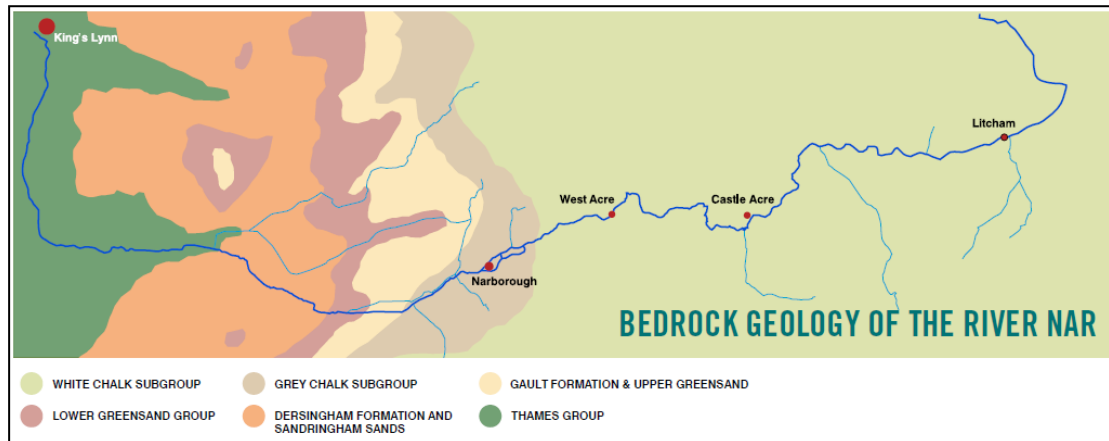 King's Lynn
Litcham
West Acre
Castle Acre
Narborough
BEDROCK GEOLOGY OF THE RIVER NAR
WHITE CHALK SUBGROUP
GREY CHALK SUBGROUP
GAULT FORMATION & UPPER GREENSAND
LOWER GREENSAND GROUP
DERSINGHAM FORMATION AND
SANDRINGHAM SANDS
THAMES GROUP